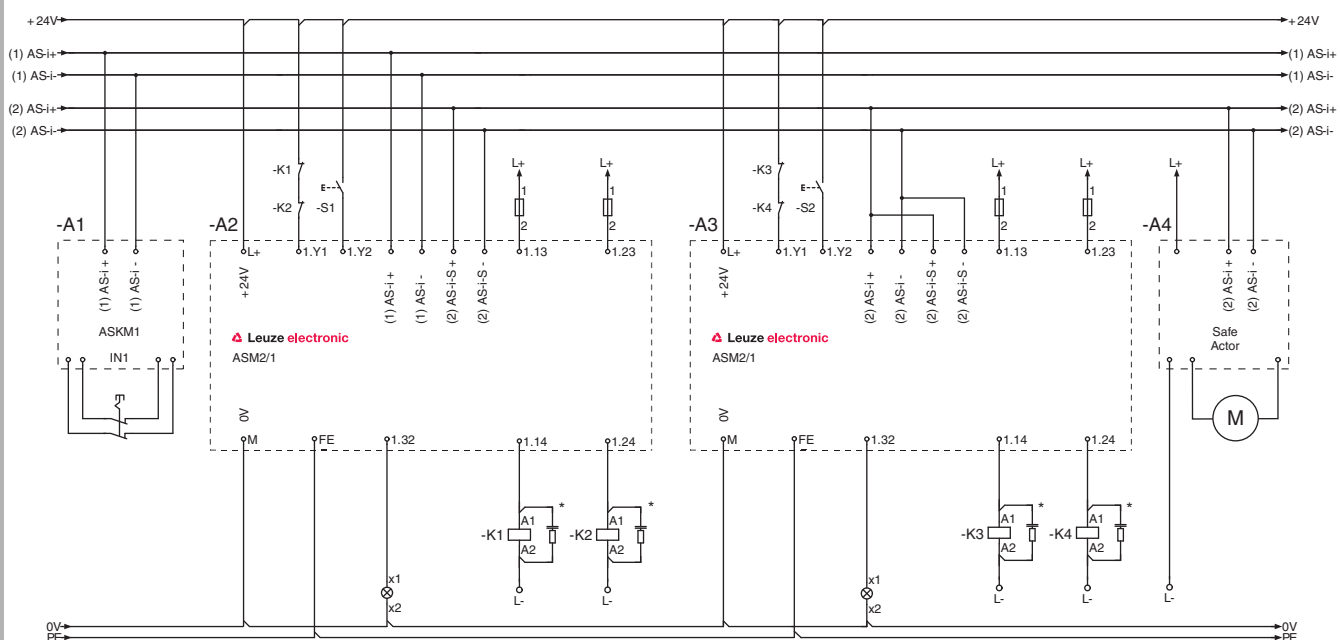 +24V +24V
(1) AS-i+ (1) AS-i+
(1) AS-i- (1) AS-i-
(2) AS-i+ (2) AS-i+
(2) AS-i- (2) AS-i-
-K1 L+ L+ -K3 L+ L+ L+
E E
1 1 1 1
-K2 -S1 -K4 -S2
2 2 2 2
-A1 -A2 -A3 -A4
L+ 1.Y1 1.Y2 1.13 1.23 L+ 1.Y1 1.Y2 1.13 1.23
(1) AS-i +
(1) AS-i -
+24V
(1) AS-i +
(1) AS-i -
(2) AS-i-S +
(2) AS-i-S -
+24V
(2) AS-i +
(2) AS-i -
(2) AS-i-S +
(2) AS-i-S -
(2) AS-i +
(2) AS-i -
ASKM1
IN1
E
Leuze electronic
ASM2/1
Leuze electronic
ASM2/1
Safe
Actor
M
0V 0V
M FE 1.32 1.14 1.24 M FE 1.32 1.14 1.24
* * * *
A1 A1 A1 A1
-K1 -K2 -K3 -K4
A2 A2 A2 A2
x1 x1
L- L- L- L- L-
x2 x2
0V 0V
PE PE